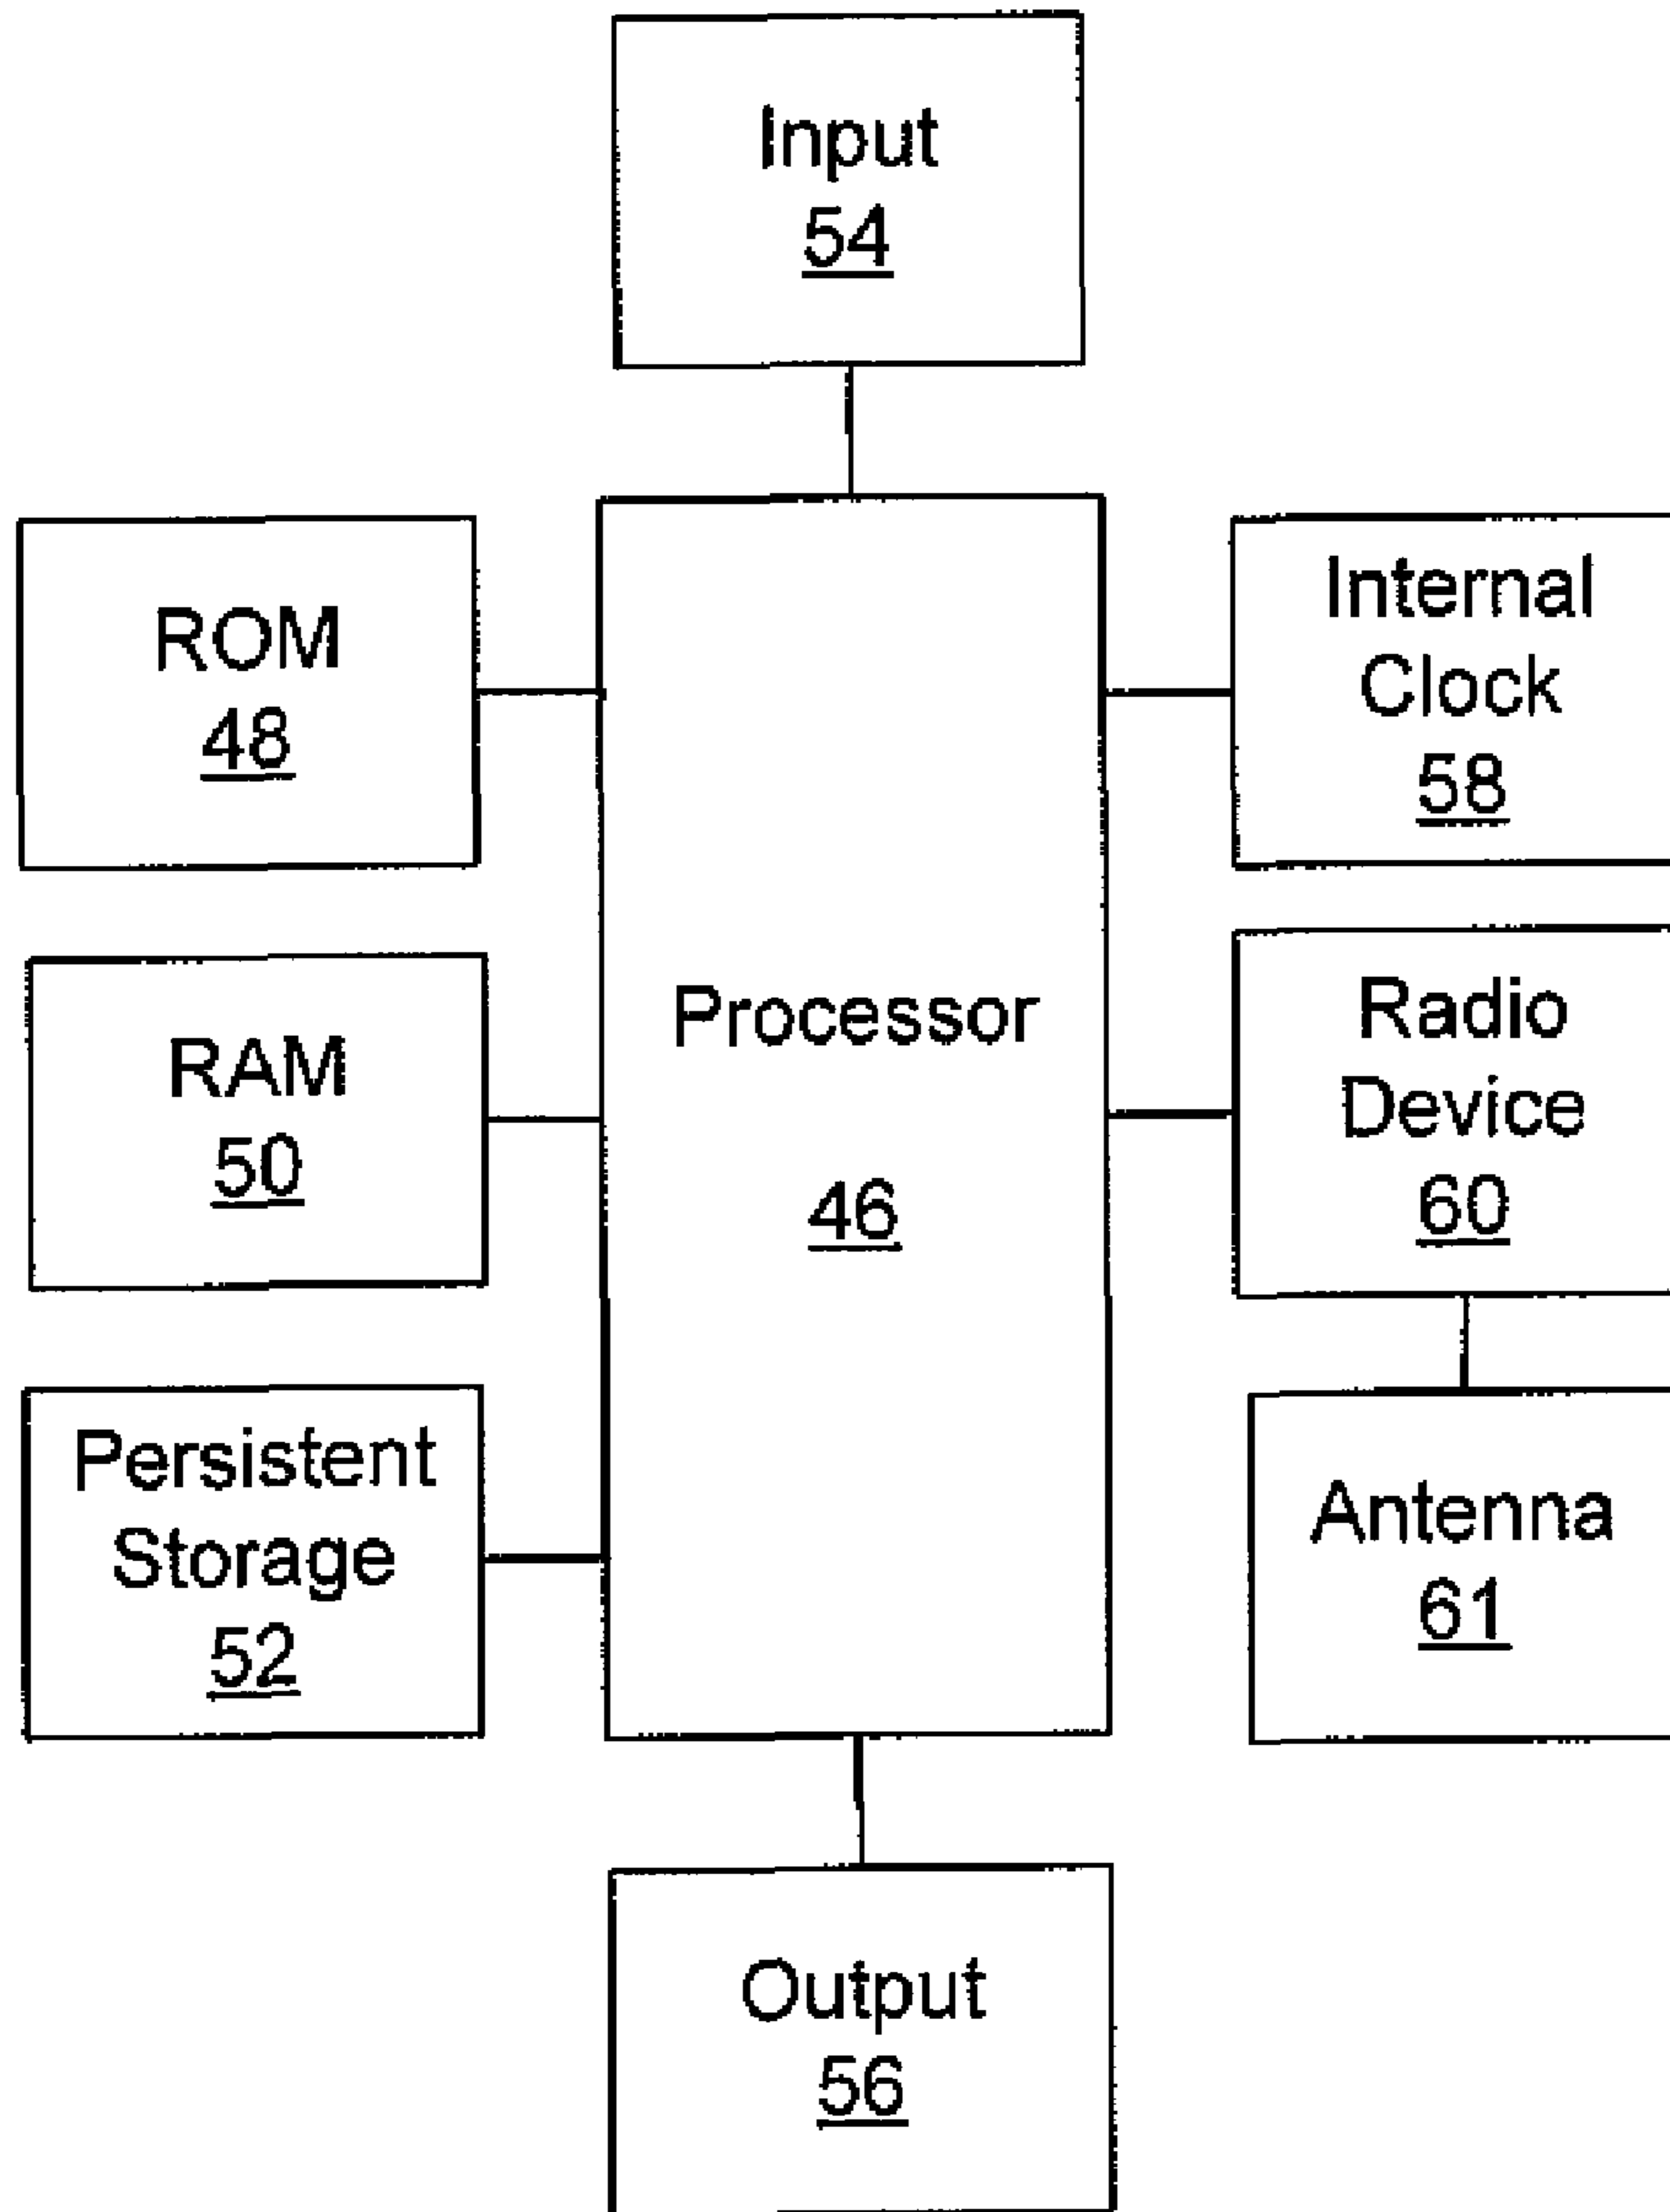 Input
54
ROM
48
Internal
Clock
58
Processor
46
RAM
50
Radio
Device
60
Persistent
Storage
52
Antenna
61
Output
56